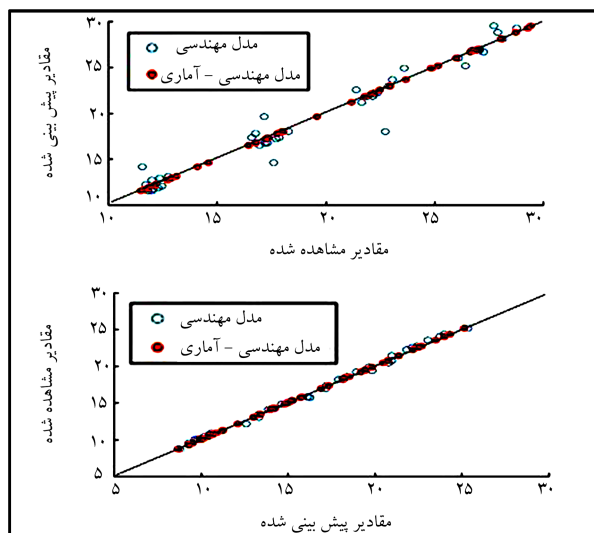 ۳۰
۲۵
۲۰
۱۵
۱۰
مقادیر پیش بینی شده
مدل مهندسی
مدل مهندسی – آماری
۱۰ ۱۵ ۲۰ ۲۵ ۳۰
مقادیر مشاهده شده
۳۰
۲۵
۲۰
۱۵
۱۰
۵
مقادیر مشاهده شده
مدل مهندسی
مدل مهندسی – آماری
۵ ۱۰ ۱۵ ۲۰ ۲۵ ۳۰
مقادیر پیش بینی شده